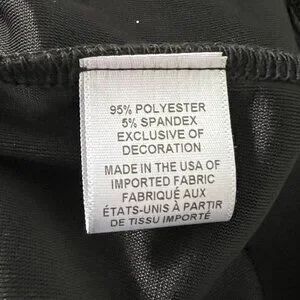 95% POLYESTER
5% SPANDEX
EXCLUSIVE OF
DECORATION
MADE IN THE USA OF
IMPORTED FABRIC
FABRIQUÉ AUX
ÉTATS-UNIS À PARTIR
DE TISSU IMPORTÉ